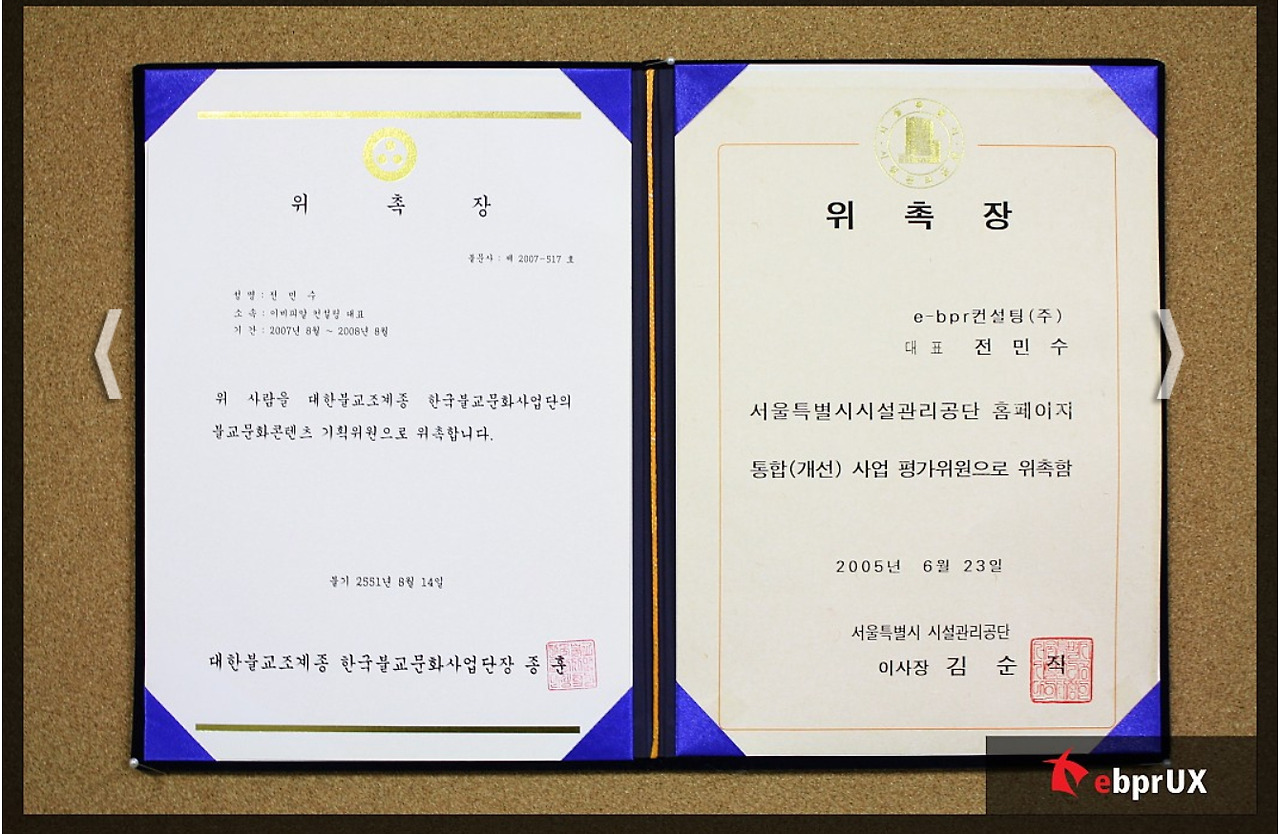 위 촉 장
불문사 : 제 2007-517 호
성 명 : 전 민 수
소 속 : 이비피알 컨설팅 대표
기 간 : 2007년 8월 ~ 2008년 8월
위 사람을 대한불교조계종 한국불교문화사업단의
불교문화콘텐츠 기획위원으로 위촉합니다.
불기 2551년 8월 14일
대한불교조계종 한국불교문화사업단장 종 훈
위 촉 장
e-bpr컨설팅(주)
대 표 전 민 수
서울특별시시설관리공단 홈페이지
통합(개선) 사업 평가위원으로 위촉함
2005년 6월 23일
서울특별시 시설관리공단
이사장 김 순 직
ebprUX